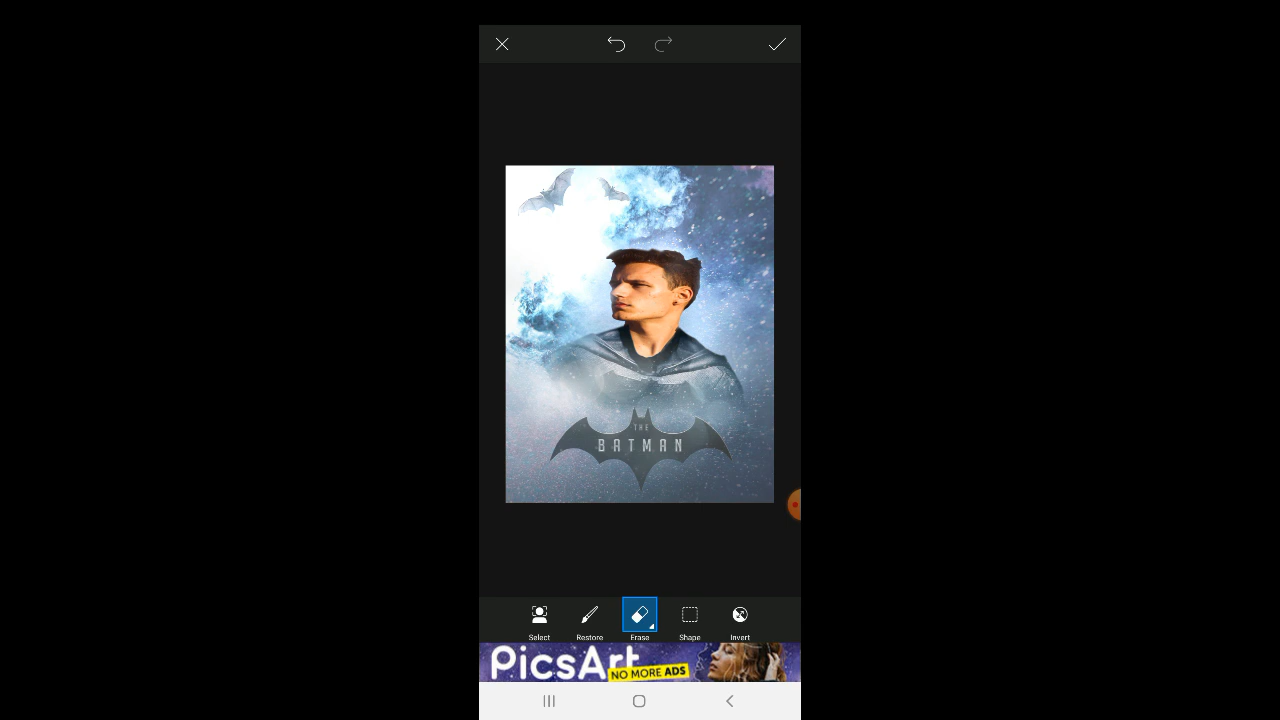 THE
BATMAN
Select Restore Erase Shape Invert
PicsArt
NO MORE ADS